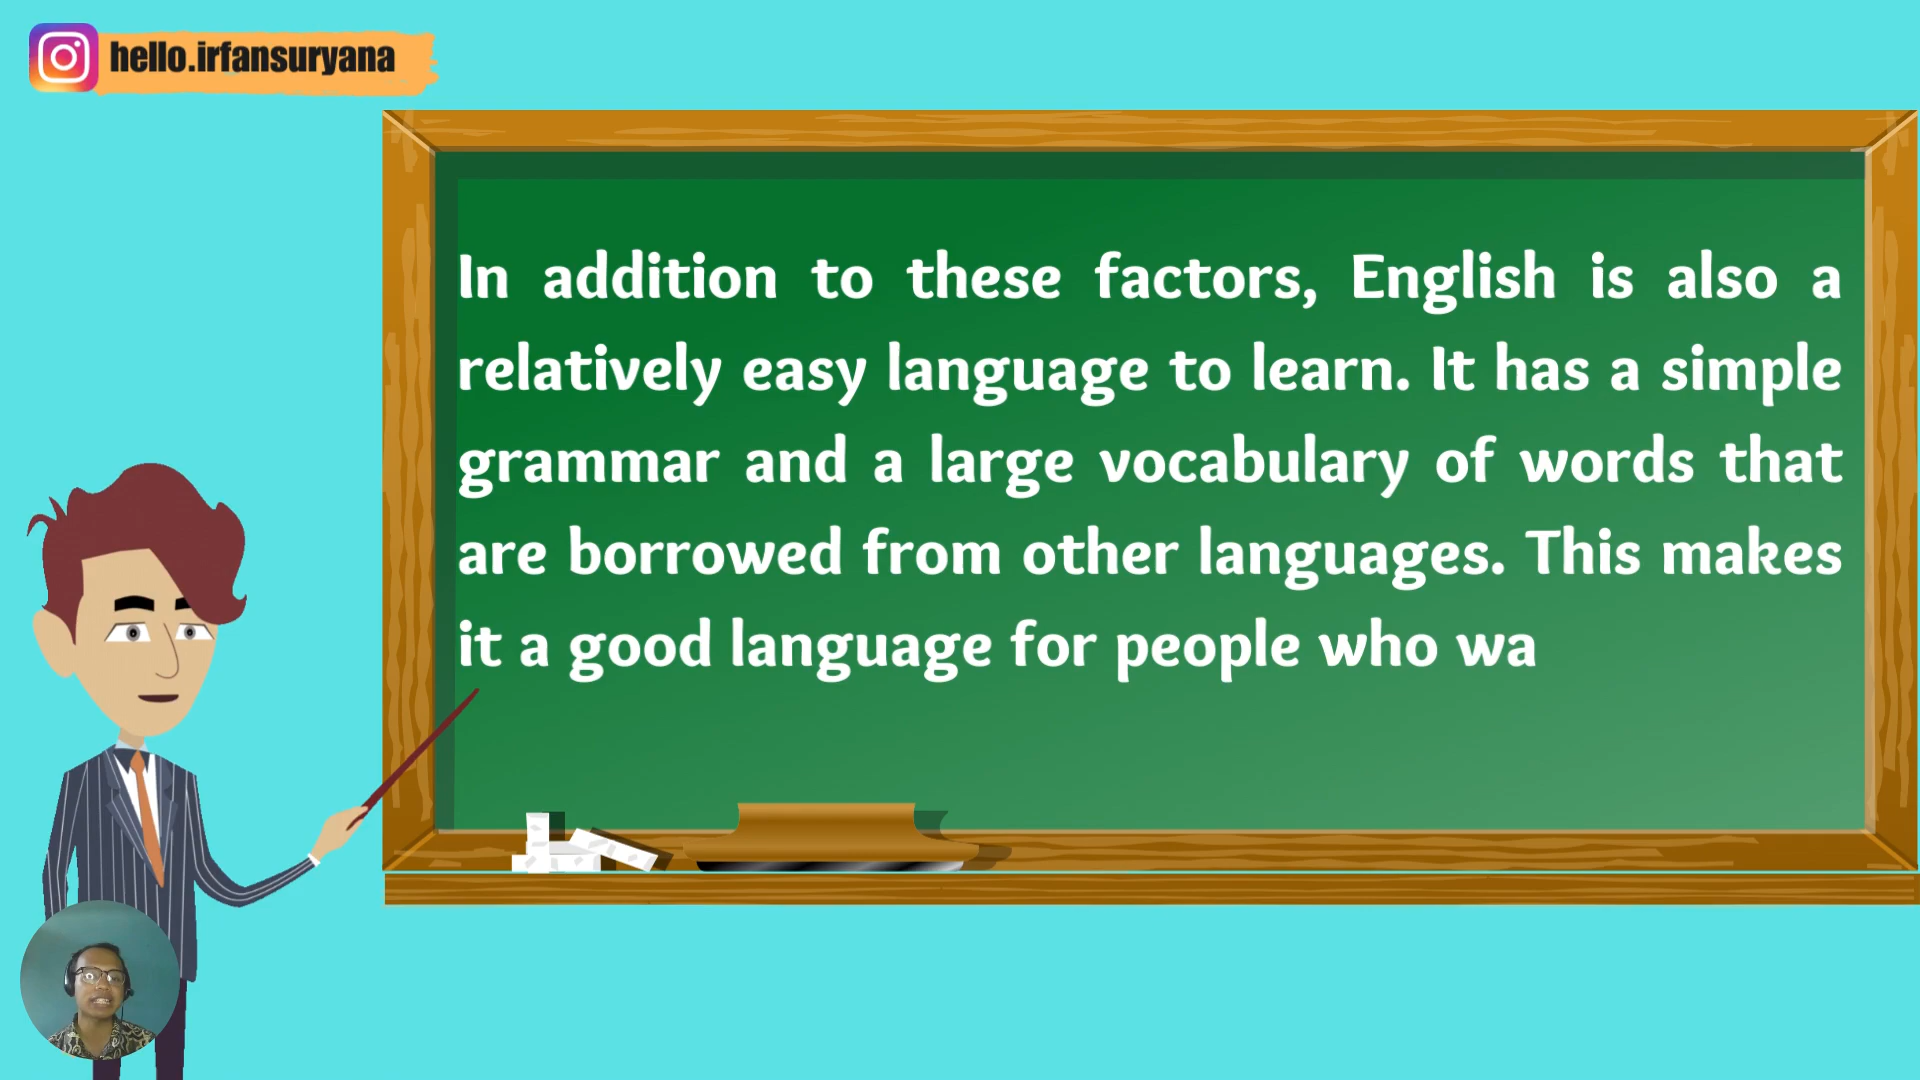 hello.irfansuryana
In addition to these factors, English is also a
relatively easy language to learn. It has a simple
grammar and a large vocabulary of words that
are borrowed from other languages. This makes
it a good language for people who wa